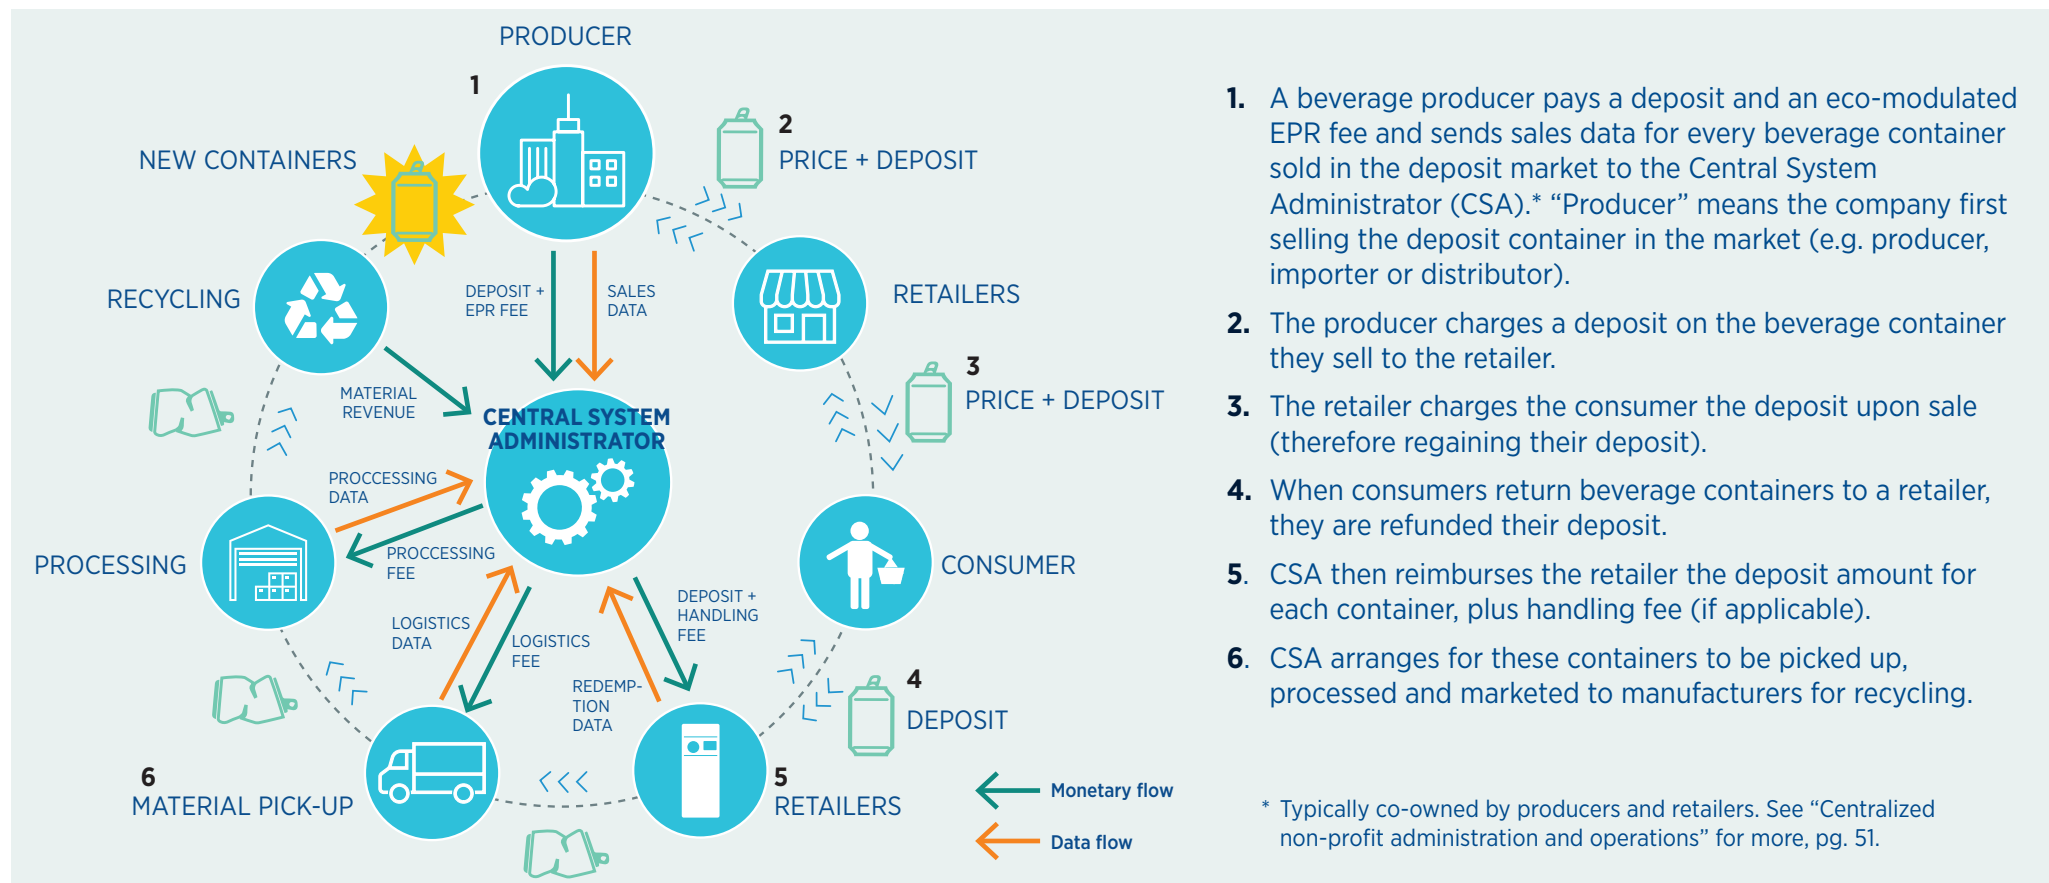 PRODUCER
1
2
PRICE + DEPOSIT
NEW CONTAINERS
RECYCLING
DEPOSIT +
EPR FEE
SALES
DATA
RETAILERS
MATERIAL
REVENUE
3
PRICE + DEPOSIT
CENTRAL SYSTEM
ADMINISTRATOR
PROCCESSING
DATA
PROCESSING
PROCCESSING
FEE
CONSUMER
LOGISTICS
DATA
LOGISTICS
FEE
DEPOSIT +
HANDLING
FEE
REDEMP-
TION
DATA
4
DEPOSIT
6
MATERIAL PICK-UP
5
RETAILERS
Monetary flow
Data flow
1. A beverage producer pays a deposit and an eco-modulated
EPR fee and sends sales data for every beverage container
sold in the deposit market to the Central System
Administrator (CSA).* “Producer” means the company first
selling the deposit container in the market (e.g. producer,
importer or distributor).
2. The producer charges a deposit on the beverage container
they sell to the retailer.
3. The retailer charges the consumer the deposit upon sale
(therefore regaining their deposit).
4. When consumers return beverage containers to a retailer,
they are refunded their deposit.
5. CSA then reimburses the retailer the deposit amount for
each container, plus handling fee (if applicable).
6. CSA arranges for these containers to be picked up,
processed and marketed to manufacturers for recycling.
* Typically co-owned by producers and retailers. See “Centralized
non-profit administration and operations” for more, pg. 51.